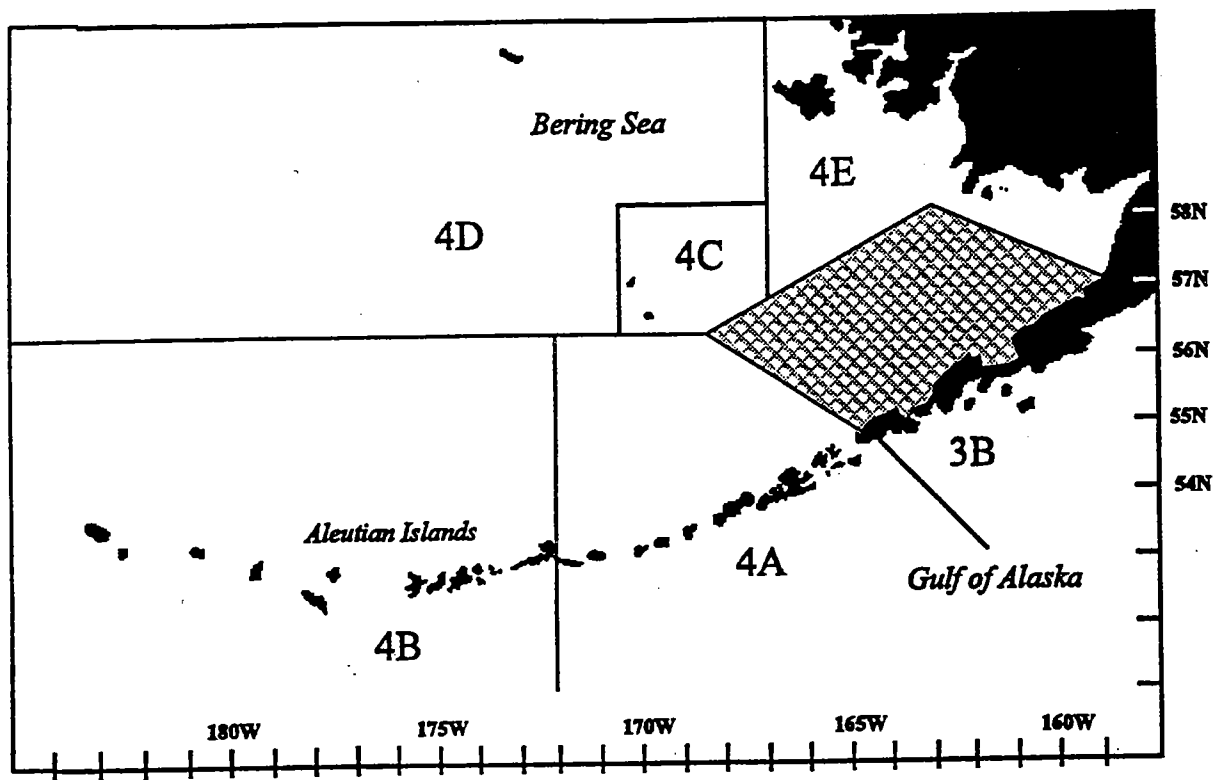 Bering Sea
4E
58N
4D
4C
57N
56N
55N
3B
54N
Aleutian Islands
4A
Gulf of Alaska
4B
180W
175W
170W
165W
160W